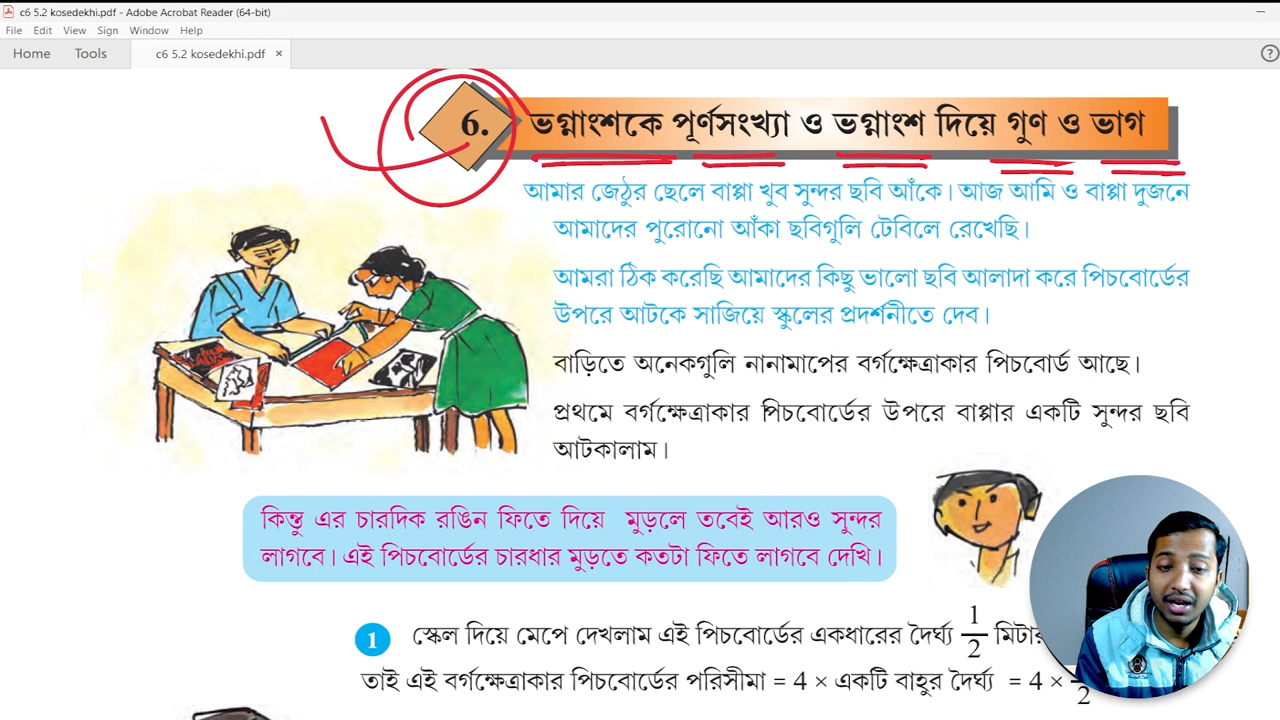 c6 5.2 kosedekhi.pdf - Adobe Acrobat Reader (64-bit)
File Edit View Sign Window Help
Home Tools c6 5.2 kosedekhi.pdf × ?
6. ভগ্নাংশকে পূর্ণসংখ্যা ও ভগ্নাংশ দিয়ে গুণ ও ভাগ
আমার জেঠুর ছেলে বাপ্পা খুব সুন্দর ছবি আঁকে। আজ আমি ও বাপ্পা দুজনে
আমাদের পুরোনো আঁকা ছবিগুলি টেবিলে রেখেছি।
আমরা ঠিক করেছি আমাদের কিছু ভালো ছবি আলাদা করে পিচবোর্ডের
উপরে আটকে সাজিয়ে স্কুলের প্রদর্শনীতে দেব।
বাড়িতে অনেকগুলি নানামাপের বর্গক্ষেত্রাকার পিচবোর্ড আছে।
প্রথমে বর্গক্ষেত্রাকার পিচবোর্ডের উপরে বাপ্পার একটি সুন্দর ছবি
আটকালাম।
কিন্তু এর চারদিক রঙিন ফিতে দিয়ে মুড়লে তবেই আরও সুন্দর
লাগবে। এই পিচবোর্ডের চারধার মুড়তে কতটা ফিতে লাগবে দেখি।
1 স্কেল দিয়ে মেপে দেখলাম এই পিচবোর্ডের একধারের দৈর্ঘ্য 1/2 মিটার
তাই এই বর্গক্ষেত্রাকার পিচবোর্ডের পরিসীমা = 4 × একটি বাহুর দৈর্ঘ্য = 4 × /2